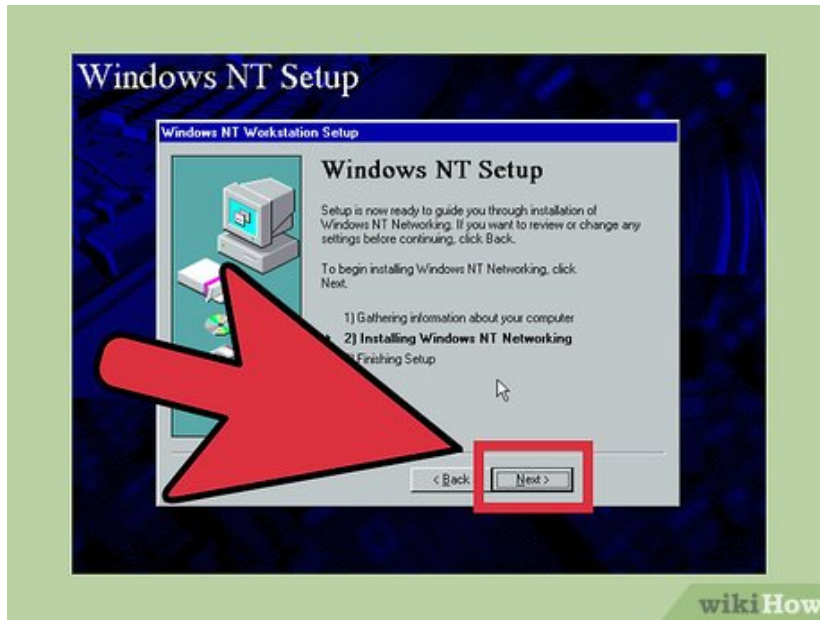 Windows NT Setup
Windows NT Workstation Setup
Windows NT Setup
Setup is now ready to guide you through installation of
Windows NT Networking. If you want to review or change any
settings before continuing, click Back.
To begin installing Windows NT Networking, click
Next.
1) Gathering information about your computer
2) Installing Windows NT Networking
) Finishing Setup
< Back
Next >
wikiHow